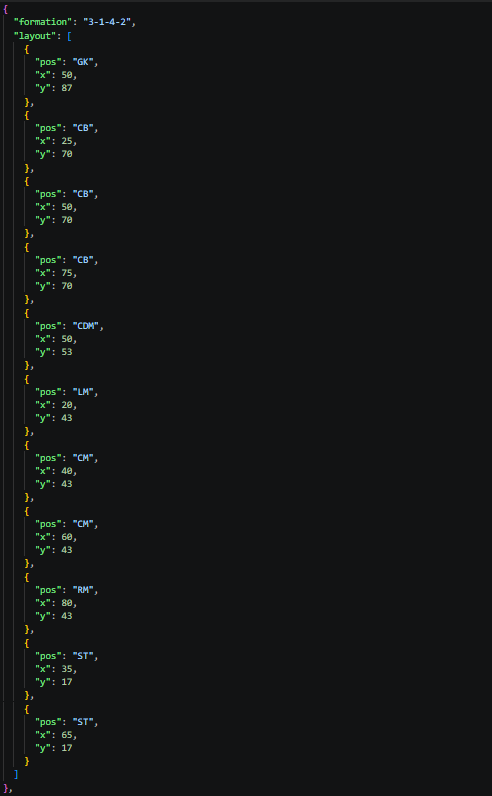 {
"formation": "3-1-4-2",
"layout": [
{
"pos": "GK",
"x": 50,
"y": 87
},
{
"pos": "CB",
"x": 25,
"y": 70
},
{
"pos": "CB",
"x": 50,
"y": 70
},
{
"pos": "CB",
"x": 75,
"y": 70
},
{
"pos": "CDM",
"x": 50,
"y": 53
},
{
"pos": "LM",
"x": 20,
"y": 43
},
{
"pos": "CM",
"x": 40,
"y": 43
},
{
"pos": "CM",
"x": 60,
"y": 43
},
{
"pos": "RM",
"x": 80,
"y": 43
},
{
"pos": "ST",
"x": 35,
"y": 17
},
{
"pos": "ST",
"x": 65,
"y": 17
}
]
},